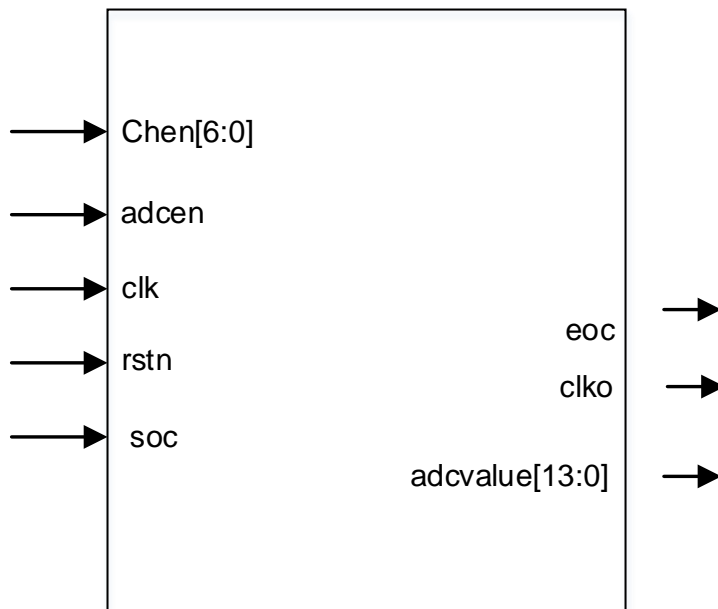 Chen[6:0]
adcen
clk
rstn
soc
eoc
clko
adcvalue[13:0]